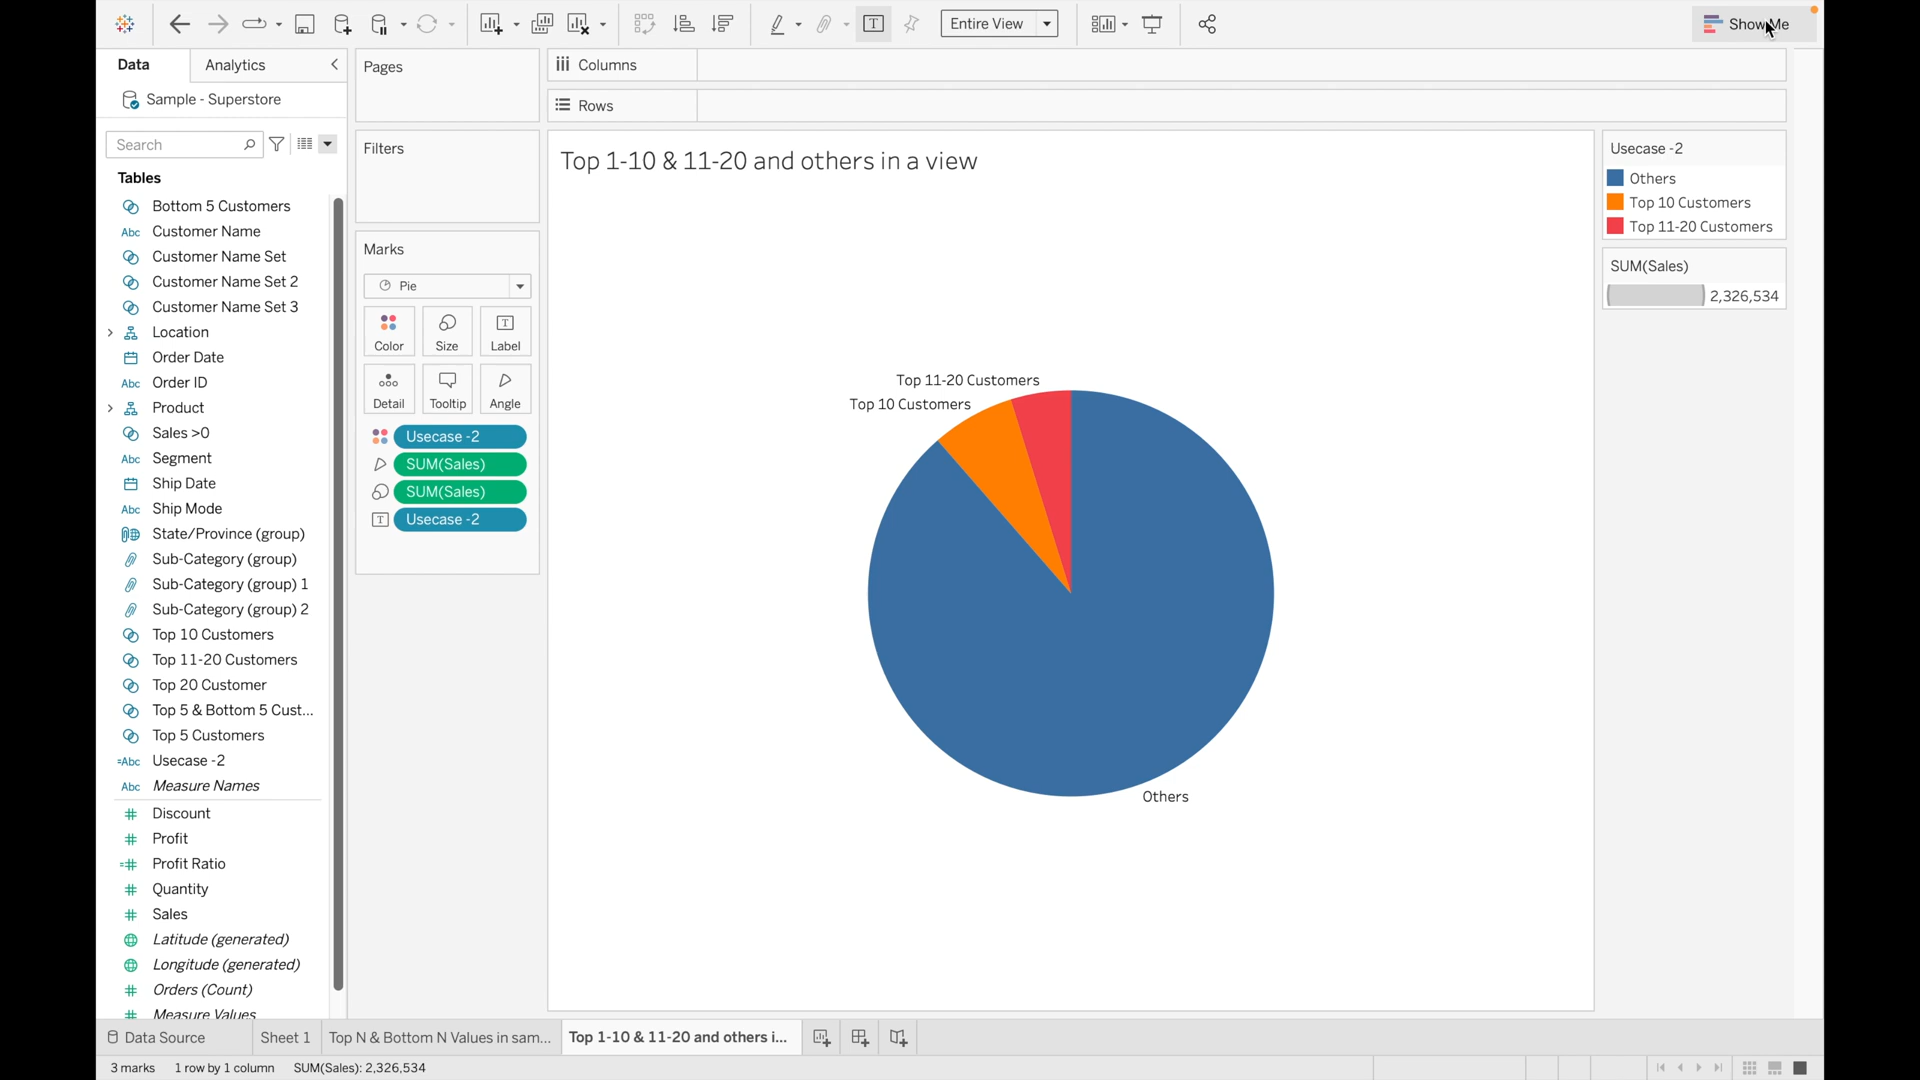 Entire View
Show Me
Data
Analytics
Sample - Superstore
Search
Tables
Bottom 5 Customers
Abc Customer Name
Customer Name Set
Customer Name Set 2
Customer Name Set 3
Location
Order Date
Abc Order ID
Product
Sales >0
Abc Segment
Ship Date
Abc Ship Mode
State/Province (group)
Sub-Category (group)
Sub-Category (group) 1
Sub-Category (group) 2
Top 10 Customers
Top 11-20 Customers
Top 20 Customer
Top 5 & Bottom 5 Cust...
Top 5 Customers
=Abc Usecase -2
Abc Measure Names
# Discount
# Profit
=# Profit Ratio
# Quantity
# Sales
Latitude (generated)
Longitude (generated)
# Orders (Count)
# Measure Values
Pages
Filters
Marks
Pie
Color
Size
Label
Detail
Tooltip
Angle
Usecase -2
SUM(Sales)
SUM(Sales)
Usecase -2
Columns
Rows
Top 1-10 & 11-20 and others in a view
Top 11-20 Customers
Top 10 Customers
Others
Usecase -2
Others
Top 10 Customers
Top 11-20 Customers
SUM(Sales)
2,326,534
Data Source
Sheet 1
Top N & Bottom N Values in sam...
Top 1-10 & 11-20 and others i...
3 marks
1 row by 1 column
SUM(Sales): 2,326,534